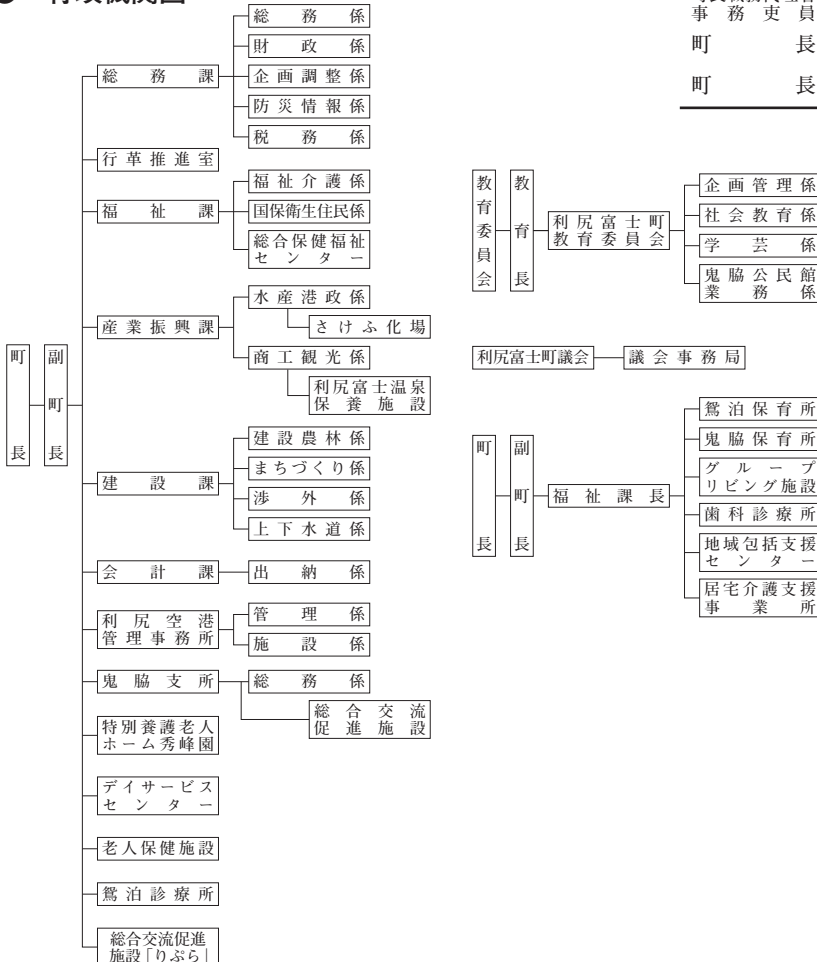 行政機関図
事務吏員
町長
町長
町長
副町長
総務課
総務係
財政係
企画調整係
防災情報係
税務係
行革推進室
福祉課
福祉介護係
国保衛生住民係
総合保健福祉
センター
産業振興課
水産港政係
さけふ化場
商工観光係
利尻富士温泉
保養施設
建設課
建設農林係
まちづくり係
渉外係
上下水道係
会計課
出納係
利尻空港
管理事務所
管理係
施設係
鬼脇支所
総務係
総合交流
促進施設
特別養護老人
ホーム秀峰園
デイサービス
センター
老人保健施設
鴛泊診療所
総合交流促進
施設「りぷら」
教育委員会
教育長
利尻富士町
教育委員会
企画管理係
社会教育係
学芸係
鬼脇公民館
業務係
利尻富士町議会
議会事務局
町長
副町長
福祉課長
鴛泊保育所
鬼脇保育所
グループ
リビング施設
歯科診療所
地域包括支援
センター
居宅介護支援
事業所